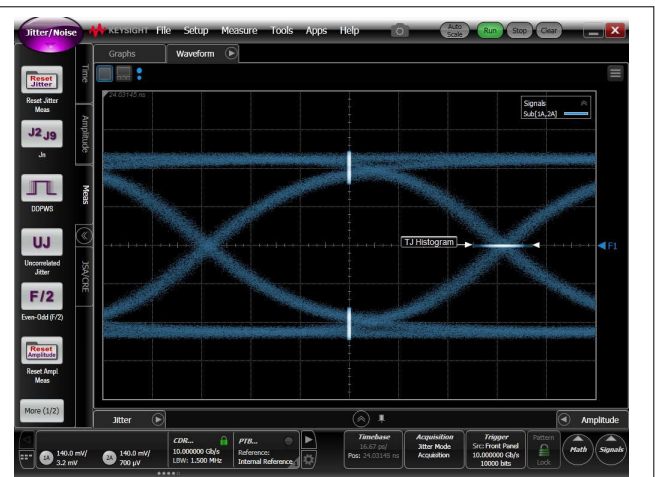 Jitter/Noise
KEYSIGHT File Setup Measure Tools Apps Help
Auto Scale
Run
Stop
Clear
X
Graphs
Waveform
Reset Jitter
Reset Jitter
Meas
J2 J9
Jn
DDPWS
UJ
Uncorrelated
Jitter
F/2
Even-Odd (F/2)
Reset Amplitude
Reset Ampl
Meas
More (1/2)
Time
Amplitude
Meas
JSA/CRE
24.03145 ns
Signals
Sub[1A,2A]
TJ Histogram
F1
Jitter
Amplitude
1A 140.0 mV/
3.2 mV
2A 140.0 mV/
700 µV
CDR...
10.000000 Gb/s
LBW: 1.500 MHz
PTB...
Reference:
Internal Reference
Timebase
16.67 ps/
Pos: 24.03145 ns
Acquisition
Jitter Mode
Acquisition
Trigger
Src: Front Panel
10.000000 Gb/s
10000 bits
Pattern
Lock
Math
Signals